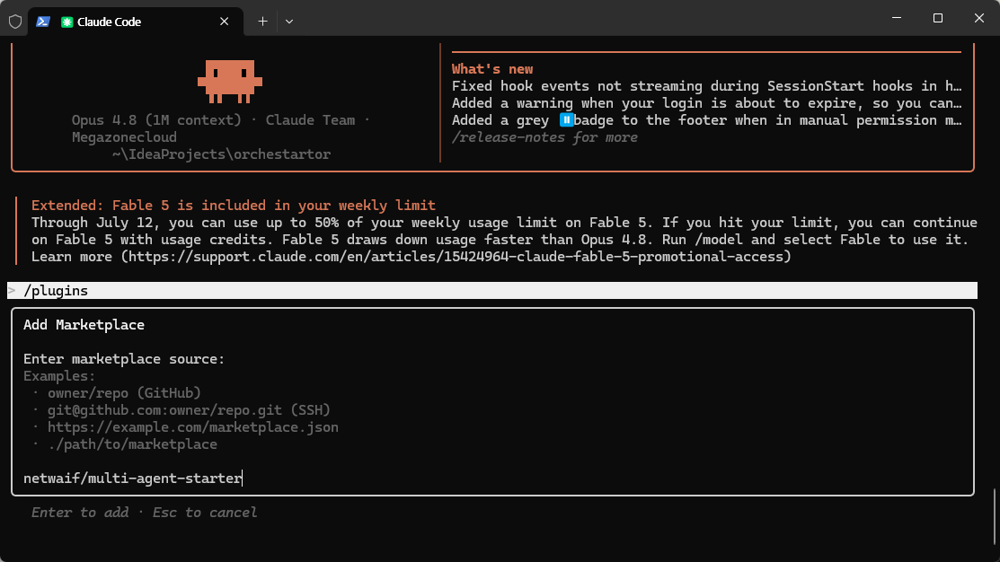 Claude Code
What's new
Fixed hook events not streaming during SessionStart hooks in h…
Added a warning when your login is about to expire, so you can…
Added a grey ⏸badge to the footer when in manual permission m…
/release-notes for more
Opus 4.8 (1M context) · Claude Team ·
Megazonecloud
~\IdeaProjects\orchestartor
Extended: Fable 5 is included in your weekly limit
Through July 12, you can use up to 50% of your weekly usage limit on Fable 5. If you hit your limit, you can continue
on Fable 5 with usage credits. Fable 5 draws down usage faster than Opus 4.8. Run /model and select Fable to use it.
Learn more (https://support.claude.com/en/articles/15424964-claude-fable-5-promotional-access)
> /plugins
Add Marketplace
Enter marketplace source:
Examples:
· owner/repo (GitHub)
· git@github.com:owner/repo.git (SSH)
· https://example.com/marketplace.json
· ./path/to/marketplace
netwaif/multi-agent-starter
Enter to add · Esc to cancel